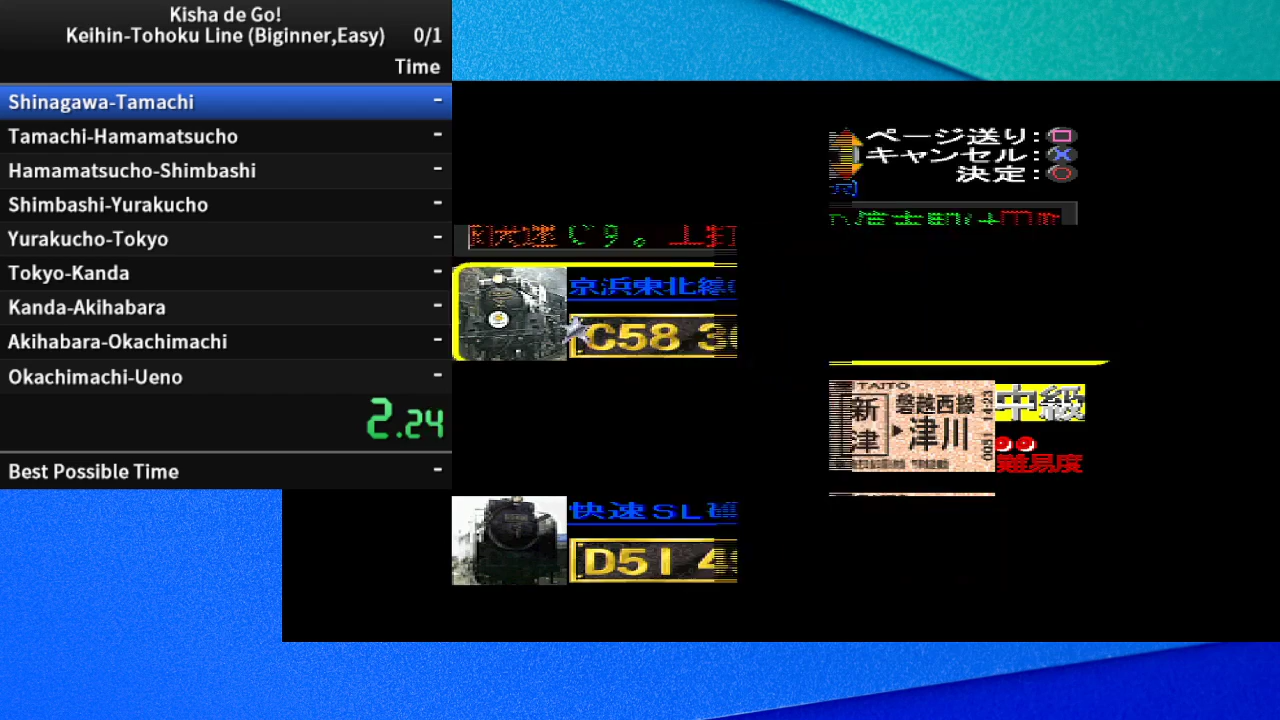 Kisha de Go!
Keihin-Tohoku Line (Biginner,Easy) 0/1
Time
Shinagawa-Tamachi -
Tamachi-Hamamatsucho -
Hamamatsucho-Shimbashi -
Shimbashi-Yurakucho -
Yurakucho-Tokyo -
Tokyo-Kanda -
Kanda-Akihabara -
Akihabara-Okachimachi -
Okachimachi-Ueno -
2.24
Best Possible Time -
ページ送り:
キャンセル:
決定:
京浜東北線
C58
TAITO
新津
磐越西線
津川
0051 14:23
中級
難易度
快速SL
D51